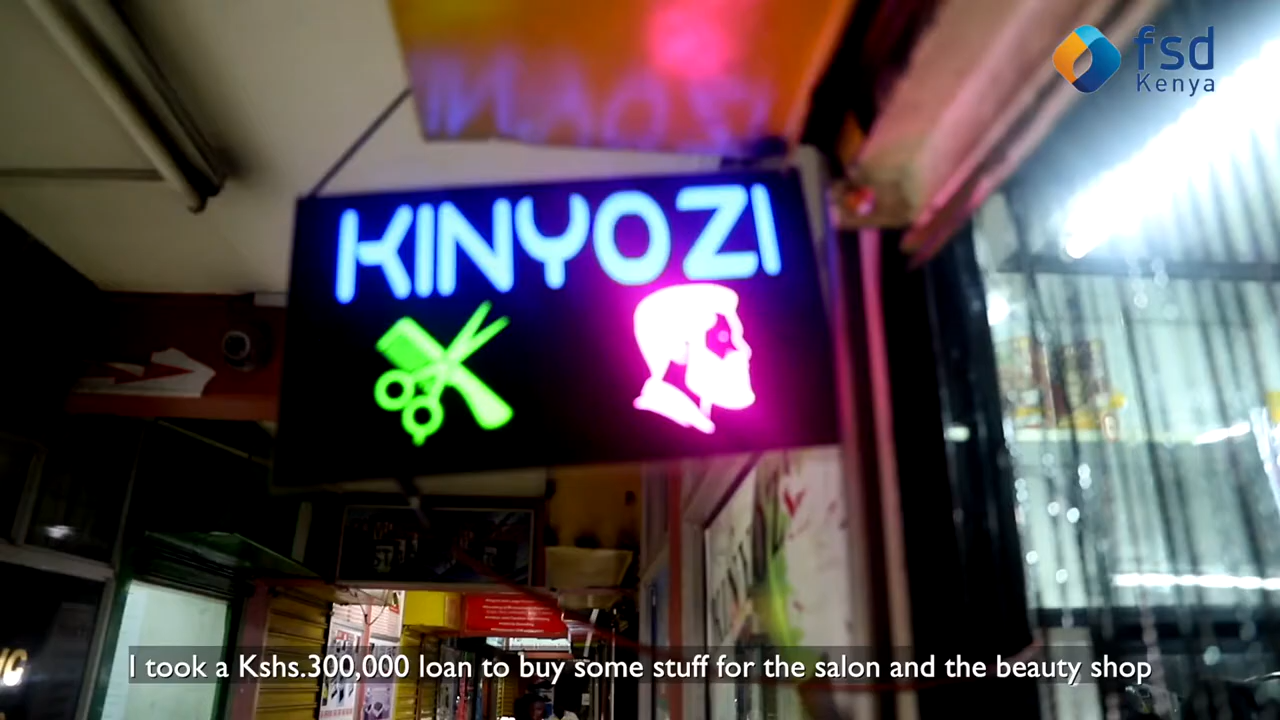 fsd
Kenya
KINYOZI
I took a Kshs.300,000 loan to buy some stuff for the salon and the beauty shop